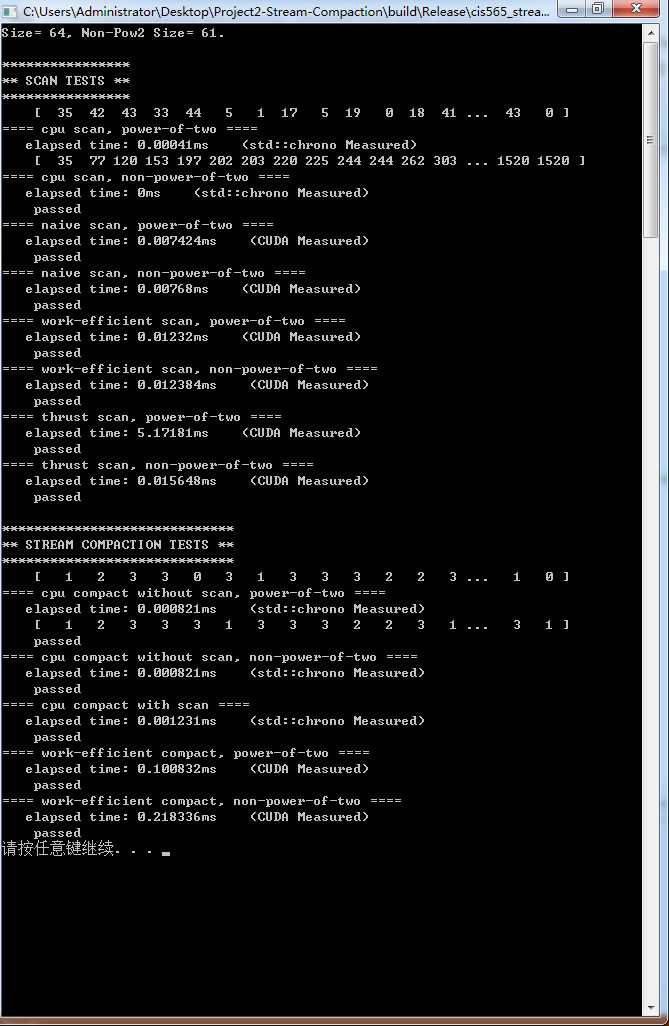 C:\Users\Administrator\Desktop\Project2-Stream-Compaction\build\Release\cis565_strea...
Size= 64, Non-Pow2 Size= 61.
****************
** SCAN TESTS **
****************
[ 35 42 43 33 44 5 1 17 5 19 0 18 41 ... 43 0 ]
==== cpu scan, power-of-two ====
elapsed time: 0.00041ms (std::chrono Measured)
[ 35 77 120 153 197 202 203 220 225 244 244 262 303 ... 1520 1520 ]
==== cpu scan, non-power-of-two ====
elapsed time: 0ms (std::chrono Measured)
passed
==== naive scan, power-of-two ====
elapsed time: 0.007424ms (CUDA Measured)
passed
==== naive scan, non-power-of-two ====
elapsed time: 0.00768ms (CUDA Measured)
passed
==== work-efficient scan, power-of-two ====
elapsed time: 0.01232ms (CUDA Measured)
passed
==== work-efficient scan, non-power-of-two ====
elapsed time: 0.012384ms (CUDA Measured)
passed
==== thrust scan, power-of-two ====
elapsed time: 5.17181ms (CUDA Measured)
passed
==== thrust scan, non-power-of-two ====
elapsed time: 0.015648ms (CUDA Measured)
passed
*****************************
** STREAM COMPACTION TESTS **
*****************************
[ 1 2 3 3 0 3 1 3 3 3 2 2 3 ... 1 0 ]
==== cpu compact without scan, power-of-two ====
elapsed time: 0.000821ms (std::chrono Measured)
[ 1 2 3 3 3 1 3 3 3 2 2 3 1 ... 3 1 ]
passed
==== cpu compact without scan, non-power-of-two ====
elapsed time: 0.000821ms (std::chrono Measured)
passed
==== cpu compact with scan ====
elapsed time: 0.001231ms (std::chrono Measured)
passed
==== work-efficient compact, power-of-two ====
elapsed time: 0.100832ms (CUDA Measured)
passed
==== work-efficient compact, non-power-of-two ====
elapsed time: 0.218336ms (CUDA Measured)
passed
请按任意键继续. . . _